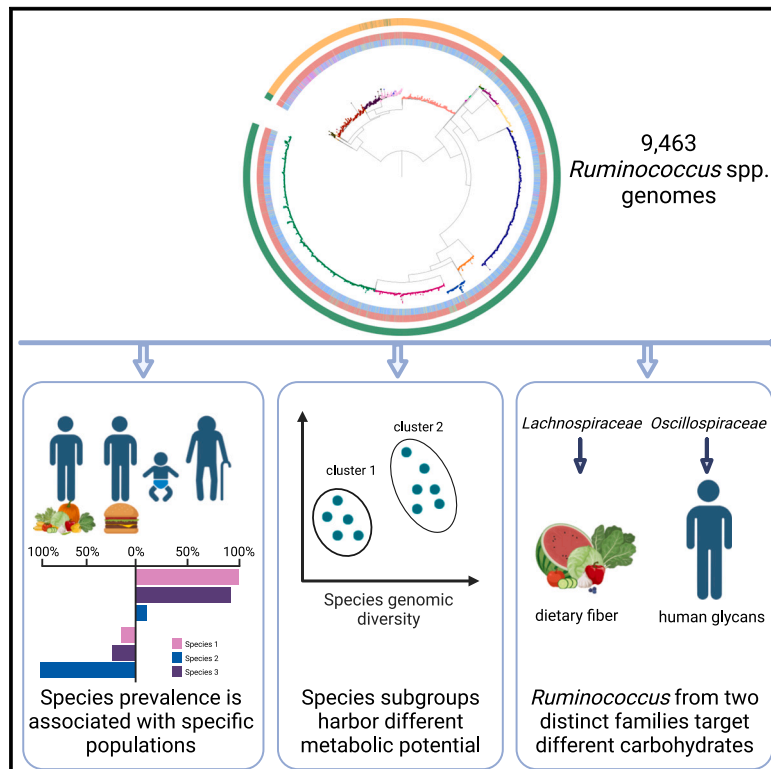 9,463
Ruminococcus spp.
genomes
100% 50% 0% 50% 100%
Species 1
Species 2
Species 3
Species prevalence is
associated with specific
populations
cluster 2
cluster 1
Species genomic
diversity
Species subgroups
harbor different
metabolic potential
Lachnospiraceae Oscillospiraceae
dietary fiber human glycans
Ruminococcus from two
distinct families target
different carbohydrates